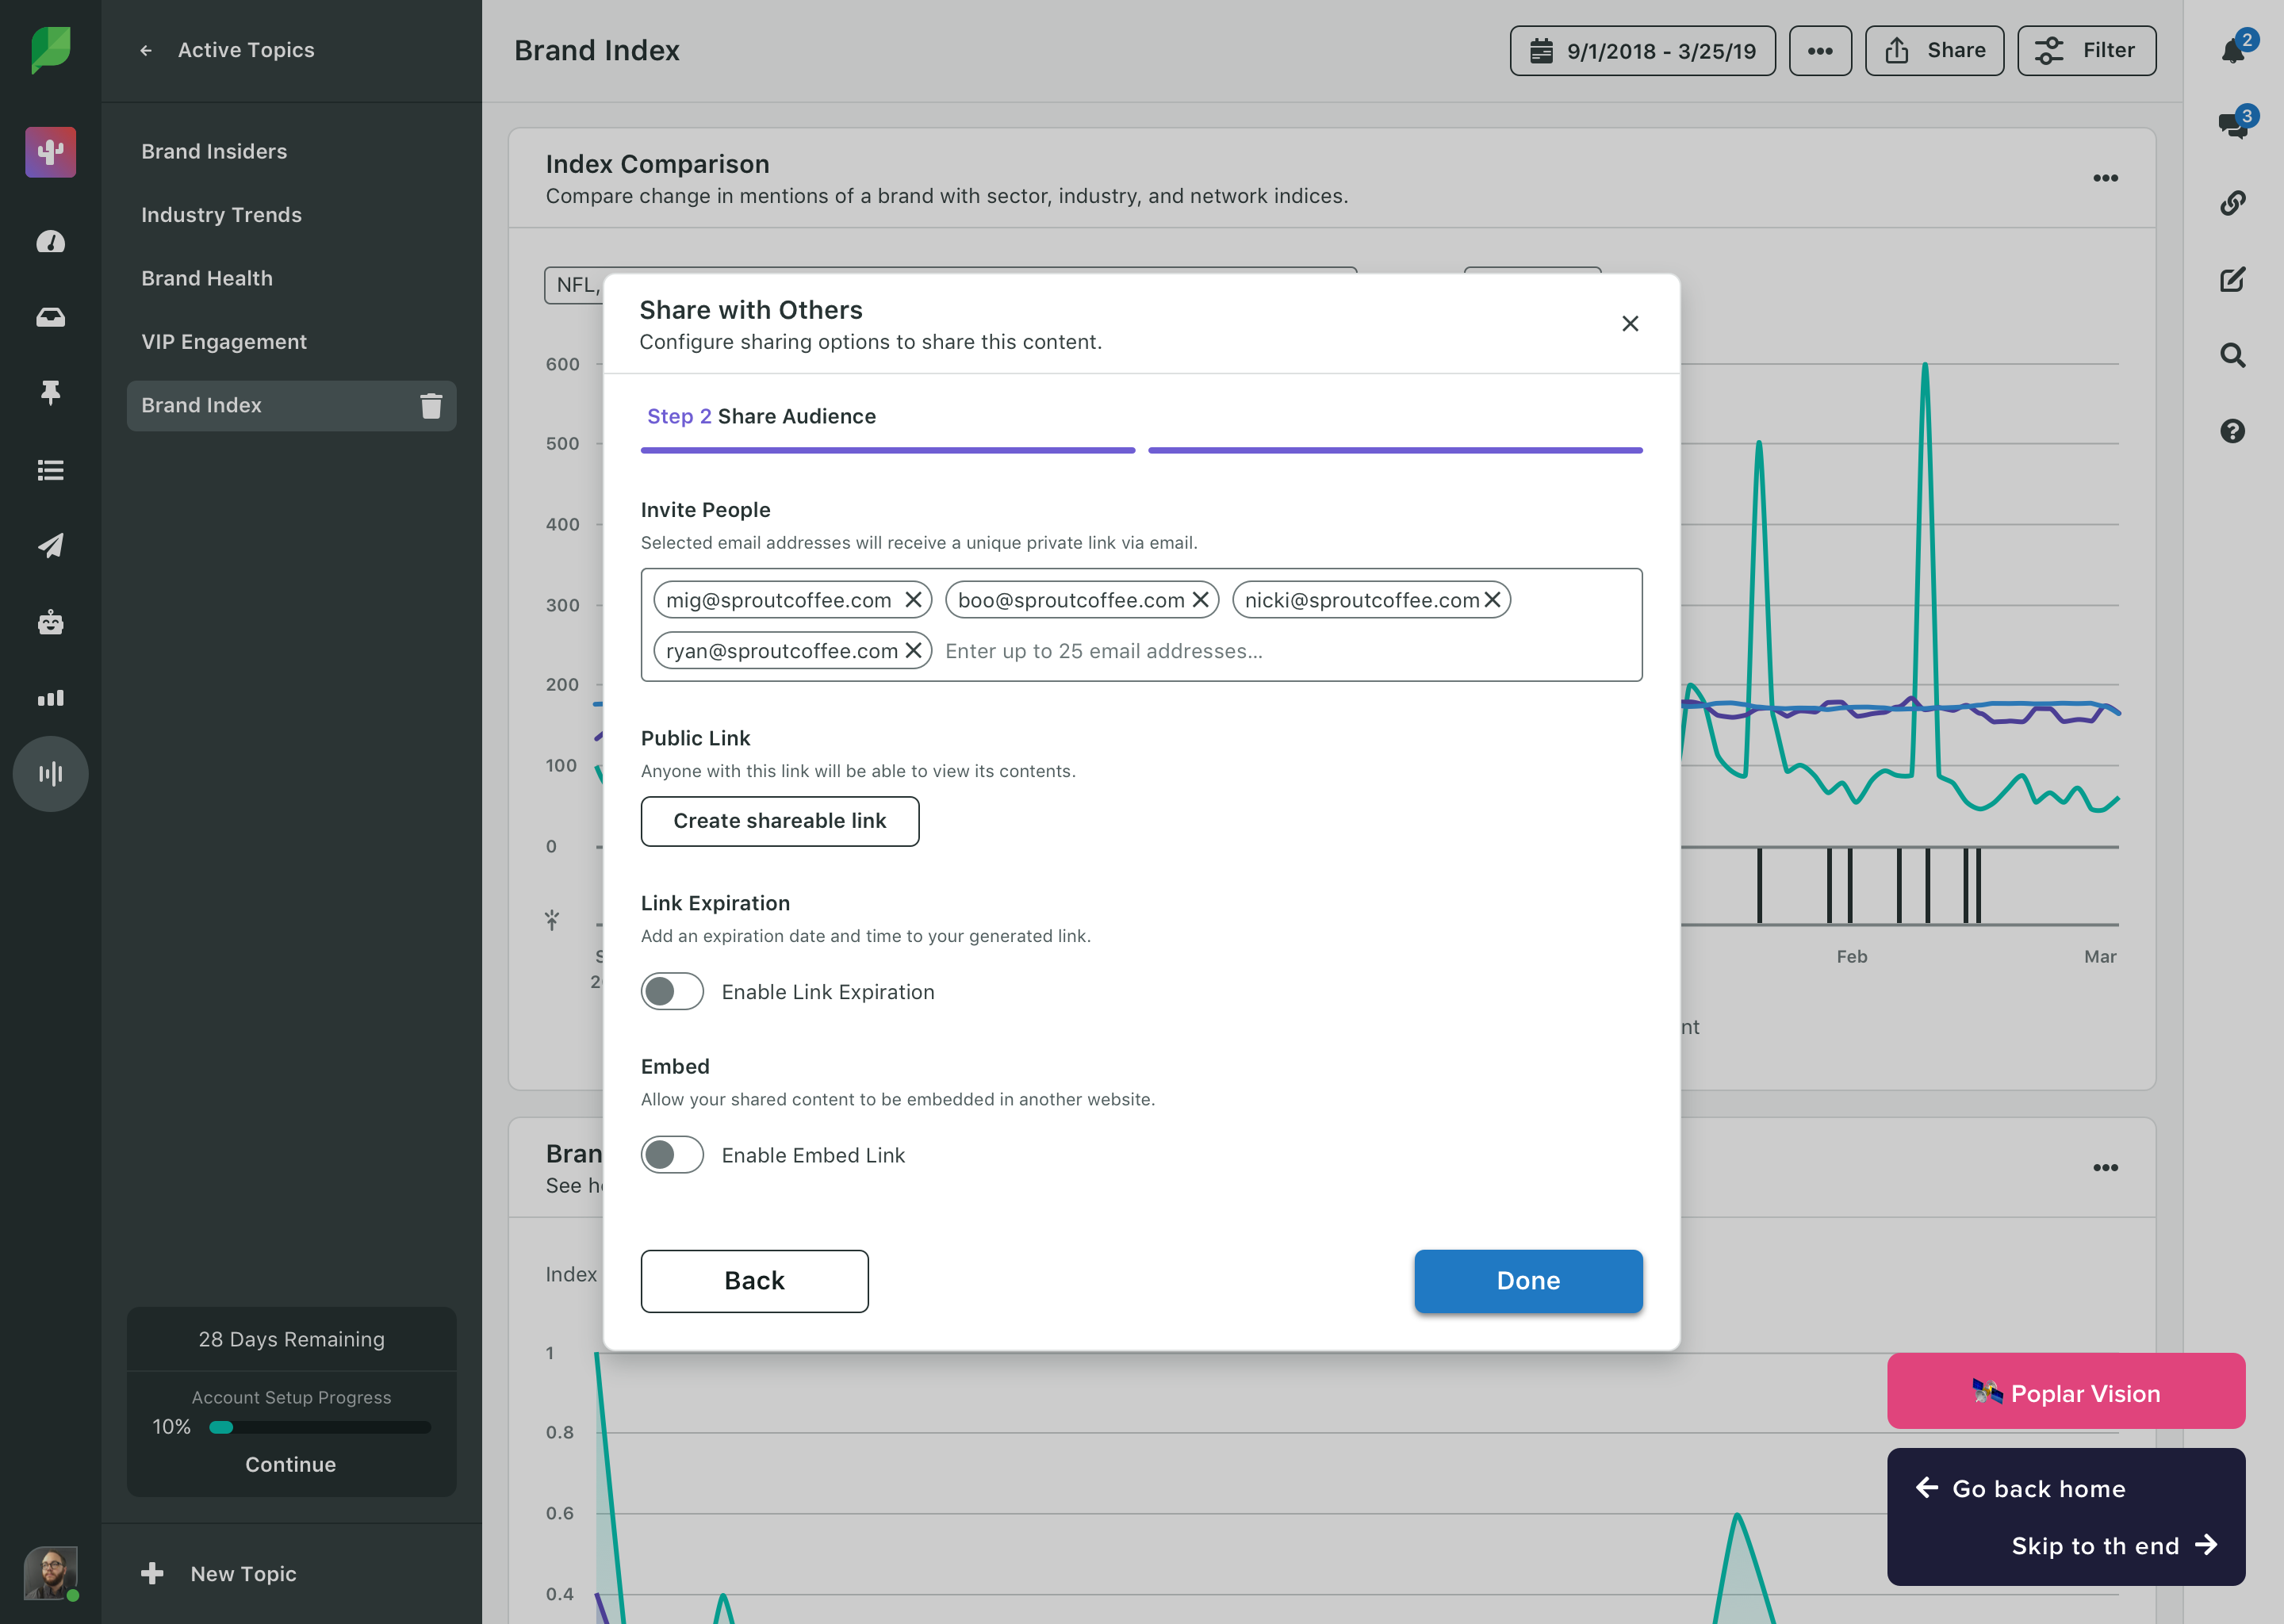 Active Topics
Brand Insiders
Industry Trends
Brand Health
VIP Engagement
Brand Index
28 Days Remaining
Account Setup Progress
10%
Continue
New Topic
Brand Index
9/1/2018 - 3/25/19
Share
Filter
2
3
Index Comparison
Compare change in mentions of a brand with sector, industry, and network indices.
NFL,
600
500
400
300
200
100
0
Feb
Mar
nt
Share with Others
Configure sharing options to share this content.
Step 2 Share Audience
Invite People
Selected email addresses will receive a unique private link via email.
mig@sproutcoffee.com
boo@sproutcoffee.com
nicki@sproutcoffee.com
ryan@sproutcoffee.com
Enter up to 25 email addresses...
Public Link
Anyone with this link will be able to view its contents.
Create shareable link
Link Expiration
Add an expiration date and time to your generated link.
Enable Link Expiration
Embed
Allow your shared content to be embedded in another website.
Enable Embed Link
Back
Done
Bran
See h
Index
1
0.8
0.6
0.4
Poplar Vision
Go back home
Skip to th end